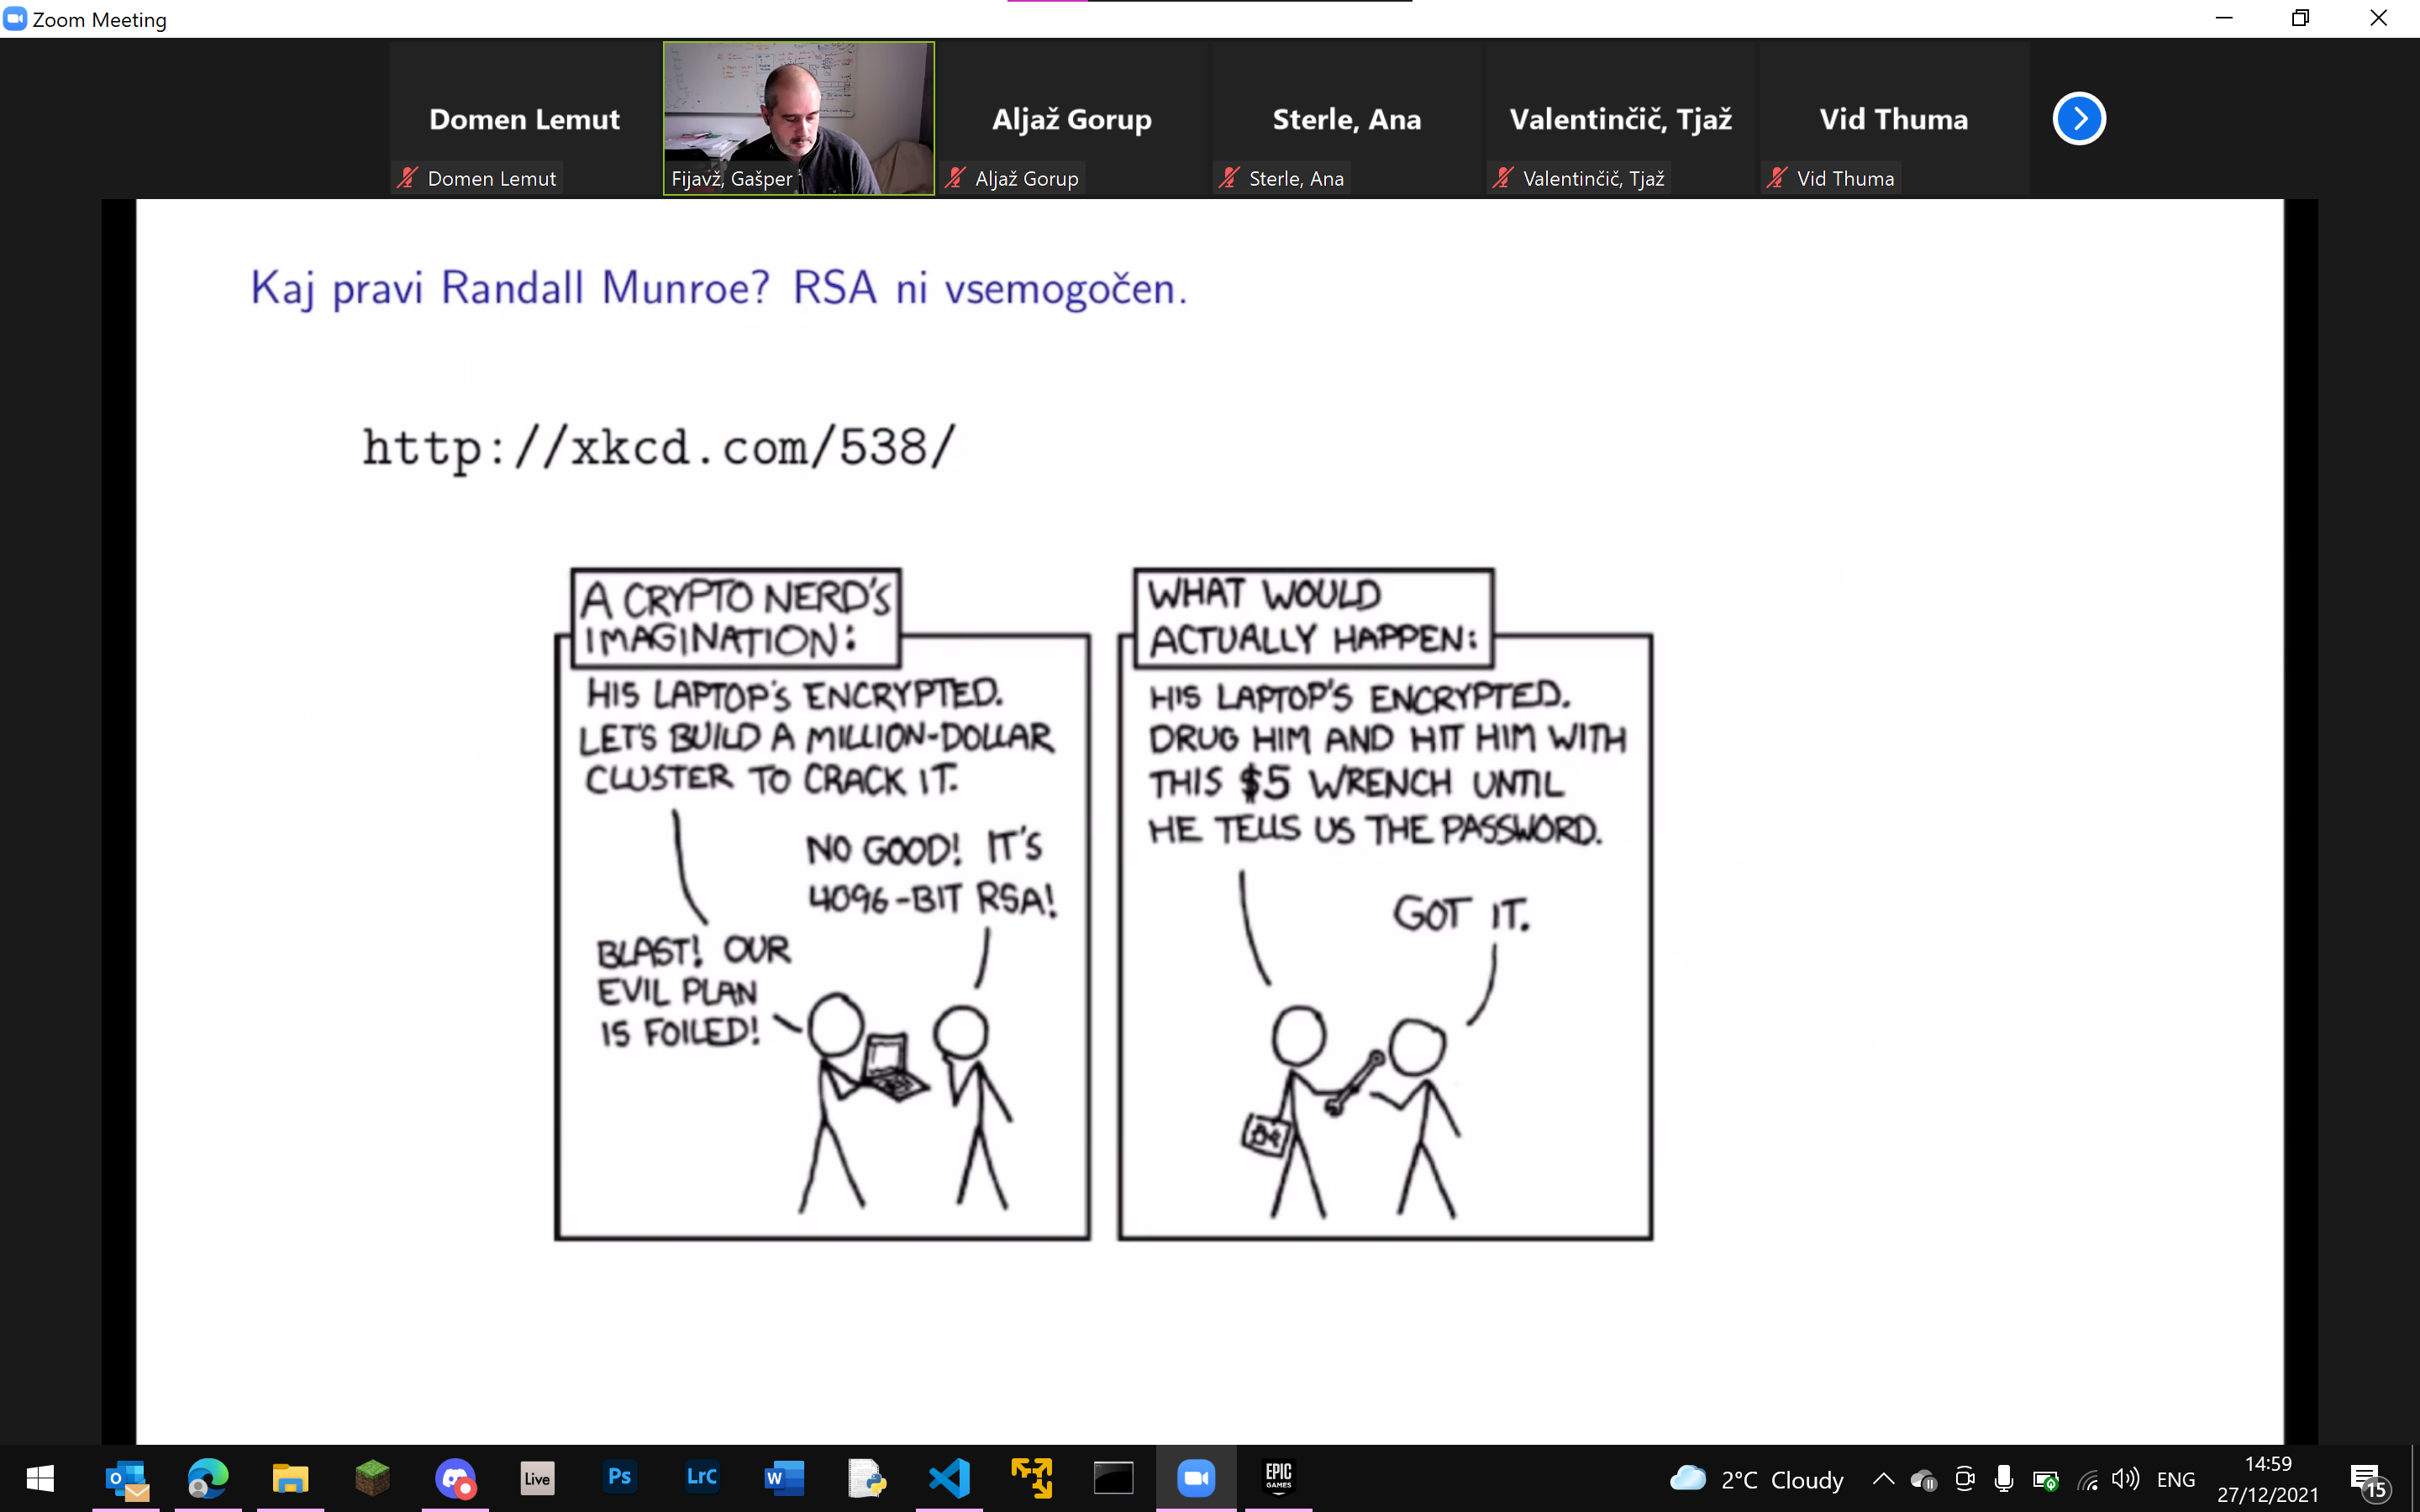 Zoom Meeting
Domen Lemut
Aljaž Gorup
Sterle, Ana
Valentinčič, Tjaž
Vid Thuma
Domen Lemut
Fijavž, Gašper
Aljaž Gorup
Sterle, Ana
Valentinčič, Tjaž
Vid Thuma
Kaj pravi Randall Munroe? RSA ni vsemogočen.
http://xkcd.com/538/
A CRYPTO NERD'S
IMAGINATION:
HIS LAPTOP'S ENCRYPTED.
LET'S BUILD A MILLION-DOLLAR
CLUSTER TO CRACK IT.
NO GOOD! IT'S
4096-BIT RSA!
BLAST! OUR
EVIL PLAN
IS FOILED!
WHAT WOULD
ACTUALLY HAPPEN:
HIS LAPTOP'S ENCRYPTED.
DRUG HIM AND HIT HIM WITH
THIS $5 WRENCH UNTIL
HE TELLS US THE PASSWORD.
GOT IT.
Live
Ps
LrC
W
EPIC
GAMES
2°C Cloudy
ENG
14:59
27/12/2021
15